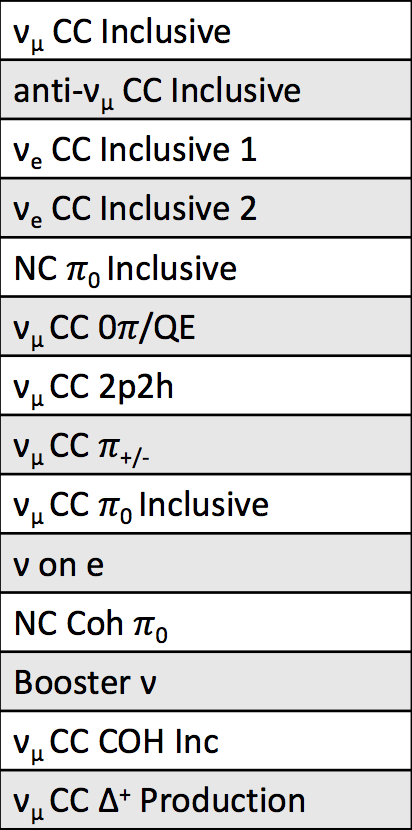 νμ CC Inclusive
anti-νμ CC Inclusive
νe CC Inclusive 1
νe CC Inclusive 2
NC π0 Inclusive
νμ CC 0π/QE
νμ CC 2p2h
νμ CC π+/-
νμ CC π0 Inclusive
ν on e
NC Coh π0
Booster ν
νμ CC COH Inc
νμ CC Δ+ Production